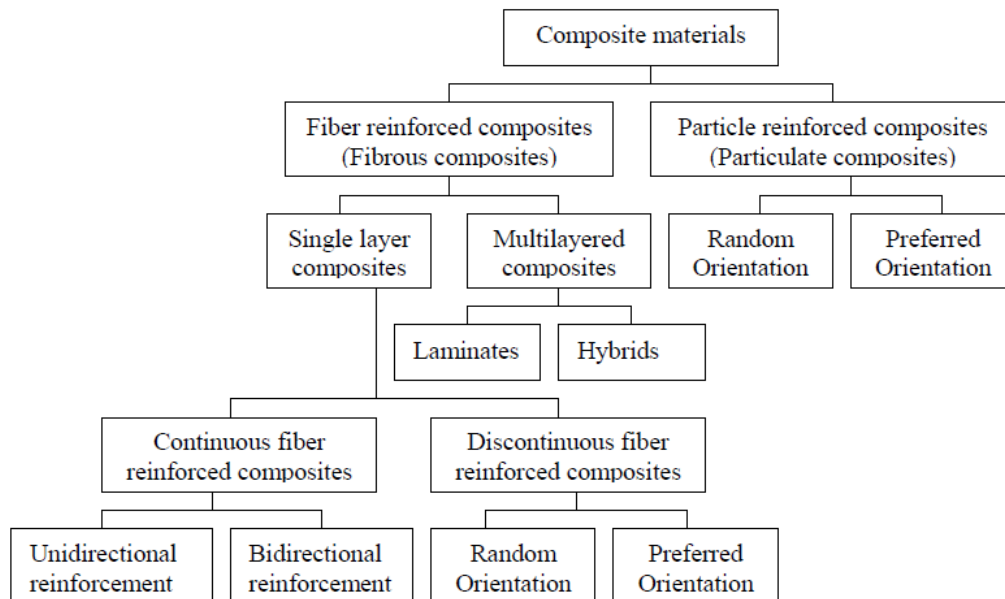 Composite materials
Fiber reinforced composites
(Fibrous composites)
Particle reinforced composites
(Particulate composites)
Single layer
composites
Multilayered
composites
Random
Orientation
Preferred
Orientation
Laminates
Hybrids
Continuous fiber
reinforced composites
Discontinuous fiber
reinforced composites
Unidirectional
reinforcement
Bidirectional
reinforcement
Random
Orientation
Preferred
Orientation